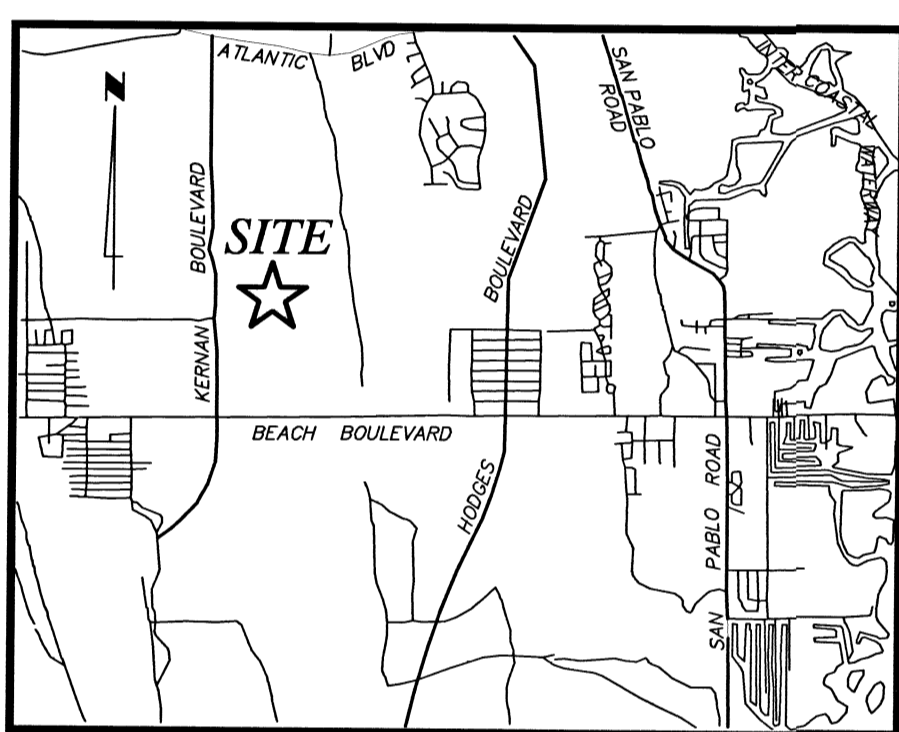 ATLANTIC BLVD
N
KERNAN BOULEVARD
SITE
HODGES BOULEVARD
SAN PABLO
ROAD
INTER COASTAL
WATERWAY
BEACH BOULEVARD
SAN PABLO ROAD